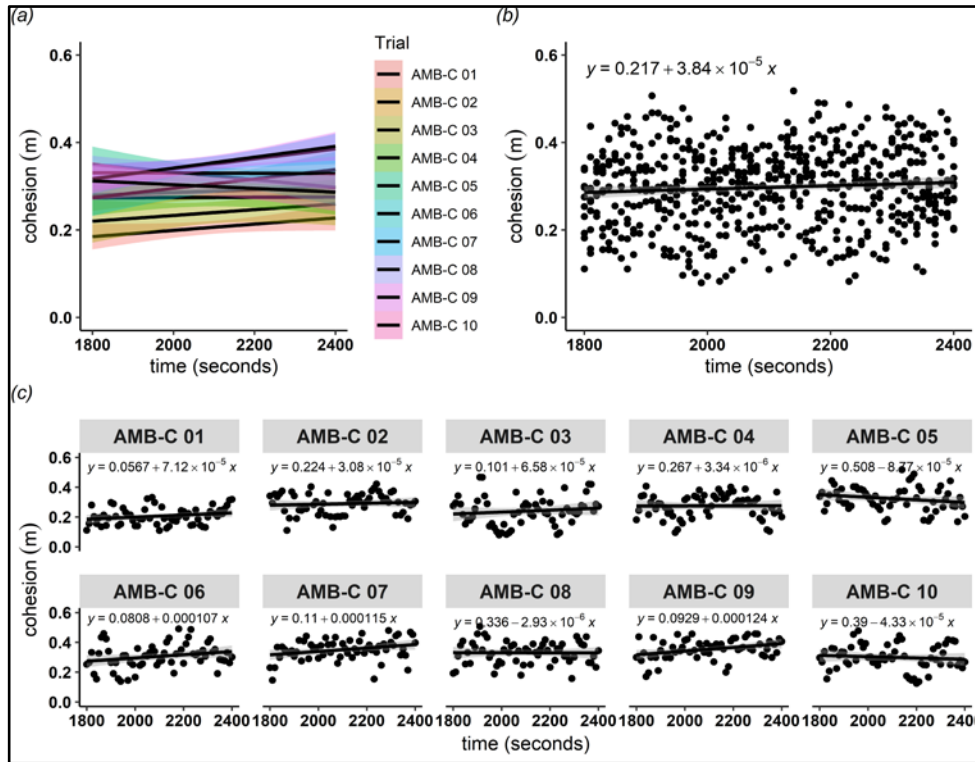 (a)
0.6
0.4
0.2
0.0
cohesion (m)
1800 2000 2200 2400
time (seconds)
Trial
AMB-C 01
AMB-C 02
AMB-C 03
AMB-C 04
AMB-C 05
AMB-C 06
AMB-C 07
AMB-C 08
AMB-C 09
AMB-C 10
(b)
y = 0.217 + 3.84 × 10⁻⁵ x
0.6
0.4
0.2
0.0
cohesion (m)
1800 2000 2200 2400
time (seconds)
(c)
cohesion (m)
AMB-C 01 AMB-C 02 AMB-C 03 AMB-C 04 AMB-C 05
y = 0.0567 + 7.12 × 10⁻⁵ x y = 0.224 + 3.08 × 10⁻⁵ x y = 0.101 + 6.58 × 10⁻⁵ x y = 0.267 + 3.34 × 10⁻⁶ x y = 0.508 − 8.77 × 10⁻⁵ x
0.6
0.4
0.2
0.0
AMB-C 06 AMB-C 07 AMB-C 08 AMB-C 09 AMB-C 10
y = 0.0808 + 0.000107 x y = 0.11 + 0.000115 x y = 0.336 − 2.93 × 10⁻⁶ x y = 0.0929 + 0.000124 x y = 0.39 − 4.33 × 10⁻⁵ x
0.6
0.4
0.2
0.0
1800 2000 2200 2400 1800 2000 2200 2400 1800 2000 2200 2400 1800 2000 2200 2400 1800 2000 2200 2400
time (seconds)